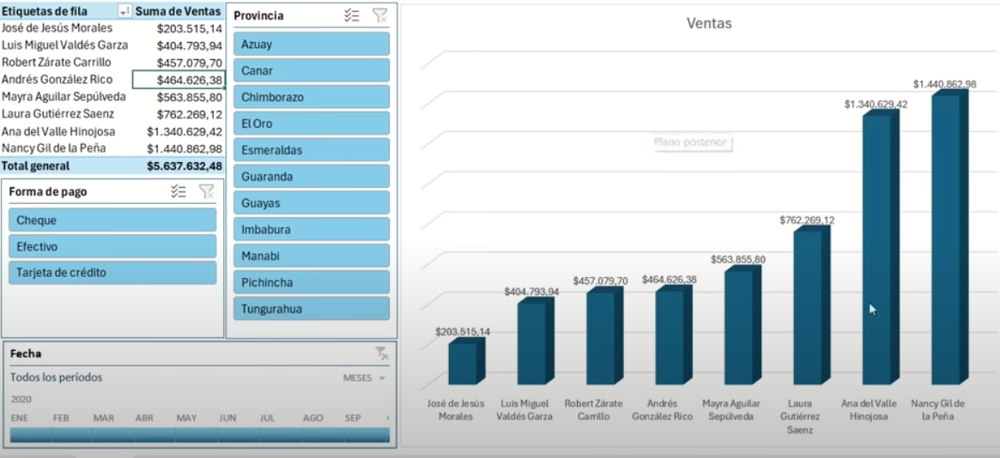 Etiquetas de fila Suma de Ventas
José de Jesús Morales $203.515,14
Luis Miguel Valdés Garza $404.793,94
Robert Zárate Carrillo $457.079,70
Andrés González Rico $464.626,38
Mayra Aguilar Sepúlveda $563.855,80
Laura Gutiérrez Saenz $762.269,12
Ana del Valle Hinojosa $1.340.629,42
Nancy Gil de la Peña $1.440.862,98
Total general $5.637.632,48
Forma de pago
Cheque
Efectivo
Tarjeta de crédito
Provincia
Azuay
Canar
Chimborazo
El Oro
Esmeraldas
Guaranda
Guayas
Imbabura
Manabi
Pichincha
Tungurahua
Fecha
Todos los períodos MESES
2020
ENE FEB MAR ABR MAY JUN JUL AGO SEP
Ventas
Plano posterior
$203.515,14
$404.793,94
$457.079,70
$464.626,38
$563.855,80
$762.269,12
$1.340.629,42
$1.440.862,98
José de Jesús
Morales
Luis Miguel
Valdés Garza
Robert Zárate
Carrillo
Andrés
González Rico
Mayra Aguilar
Sepúlveda
Laura
Gutiérrez
Saenz
Ana del Valle
Hinojosa
Nancy Gil de
la Peña